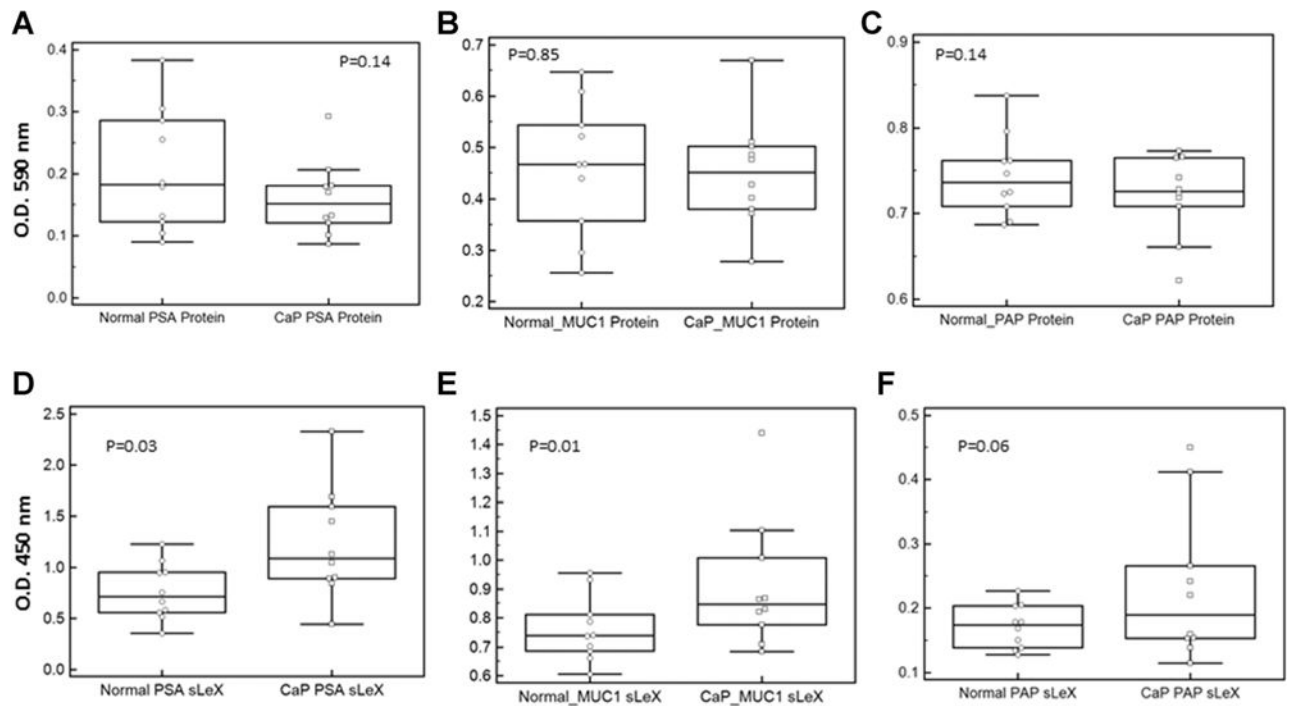 A
O.D. 590 nm
0.4
0.3
0.2
0.1
0.0
P=0.14
Normal PSA Protein
CaP PSA Protein
B
0.7
0.6
0.5
0.4
0.3
0.2
P=0.85
Normal_MUC1 Protein
CaP_MUC1 Protein
C
0.9
0.8
0.7
0.6
P=0.14
Normal_PAP Protein
CaP PAP Protein
D
O.D. 450 nm
2.5
2.0
1.5
1.0
0.5
0.0
P=0.03
Normal PSA sLeX
CaP PSA sLeX
E
1.5
1.4
1.3
1.2
1.1
1.0
0.9
0.8
0.7
0.6
P=0.01
Normal_MUC1 sLeX
CaP_MUC1 sLeX
F
0.5
0.4
0.3
0.2
0.1
P=0.06
Normal PAP sLeX
CaP PAP sLeX